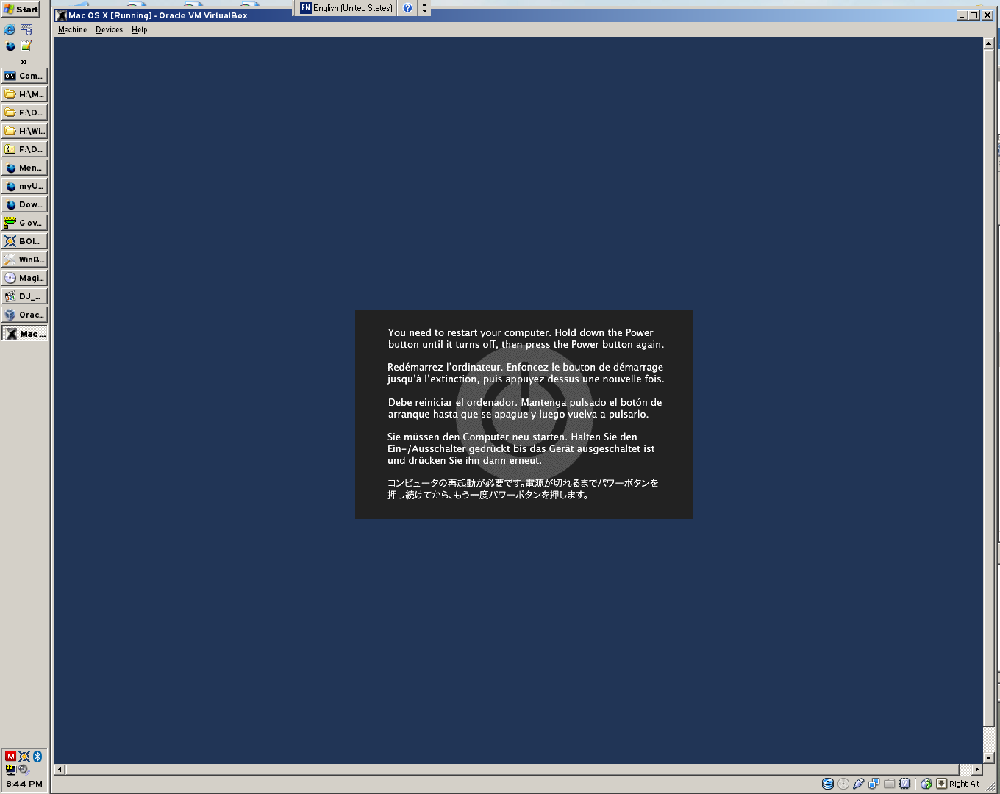 Start
Mac OS X [Running] - Oracle VM VirtualBox
EN English (United States)
Machine Devices Help
»
Com...
H:\M...
F:\D...
H:\Wi...
F:\D...
Men...
myU...
Dow...
Giov...
BOI...
WinB...
Magi...
DJ_...
Orac...
Mac ...
You need to restart your computer. Hold down the Power
button until it turns off, then press the Power button again.
Redémarrez l'ordinateur. Enfoncez le bouton de démarrage
jusqu'à l'extinction, puis appuyez dessus une nouvelle fois.
Debe reiniciar el ordenador. Mantenga pulsado el botón de
arranque hasta que se apague y luego vuelva a pulsarlo.
Sie müssen den Computer neu starten. Halten Sie den
Ein-/Ausschalter gedrückt bis das Gerät ausgeschaltet ist
und drücken Sie ihn dann erneut.
コンピュータの再起動が必要です。電源が切れるまでパワーボタンを
押し続けてから、もう一度パワーボタンを押します。
99
8:44 PM
Right Alt